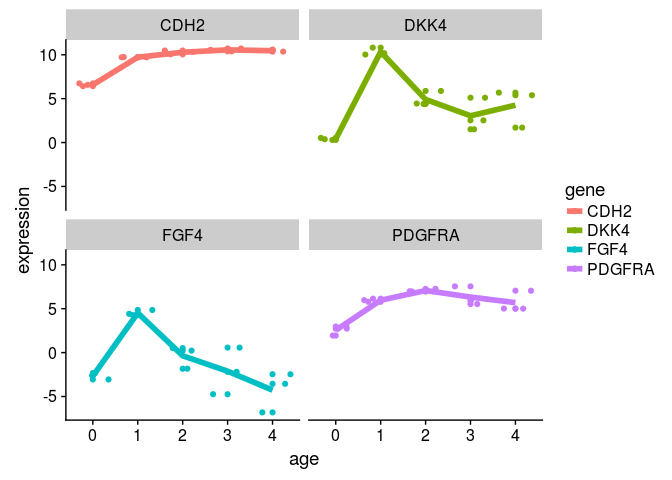 CDH2 DKK4
10
5
0
-5
FGF4 PDGFRA
10
5
0
-5
0 1 2 3 4 0 1 2 3 4
age
expression
gene
CDH2
DKK4
FGF4
PDGFRA